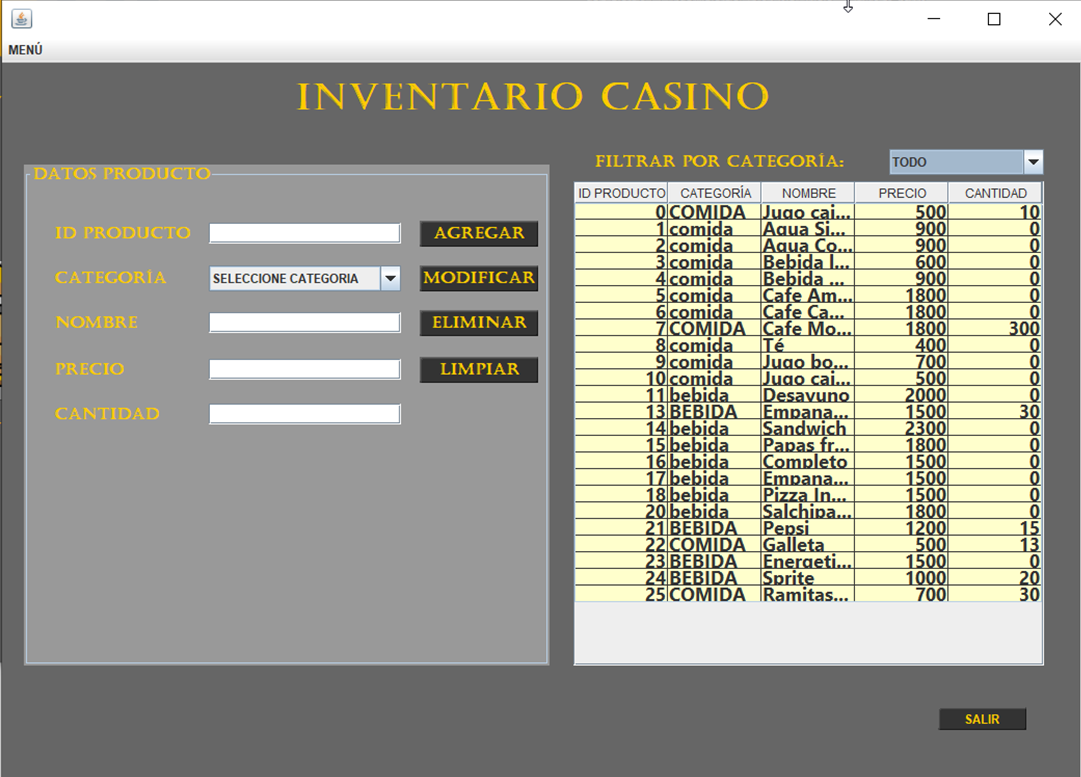 MENÚ
INVENTARIO CASINO
DATOS PRODUCTO
ID PRODUCTO
AGREGAR
CATEGORÍA
SELECCIONE CATEGORIA
MODIFICAR
NOMBRE
ELIMINAR
PRECIO
LIMPIAR
CANTIDAD
FILTRAR POR CATEGORÍA:
TODO
ID PRODUCTO CATEGORÍA NOMBRE PRECIO CANTIDAD
0 COMIDA Jugo cai... 500 10
1 comida Agua Si... 900 0
2 comida Agua Co... 900 0
3 comida Bebida l... 600 0
4 comida Bebida ... 900 0
5 comida Cafe Am... 1800 0
6 comida Cafe Ca... 1800 0
7 COMIDA Cafe Mo... 1800 300
8 comida Té 400 0
9 comida Jugo bo... 700 0
10 comida Jugo cai... 500 0
11 bebida Desayuno 2000 0
13 BEBIDA Empana... 1500 30
14 bebida Sandwich 2300 0
15 bebida Papas fr... 1800 0
16 bebida Completo 1500 0
17 bebida Empana... 1500 0
18 bebida Pizza In... 1500 0
20 bebida Salchipa... 1800 0
21 BEBIDA Pepsi 1200 15
22 COMIDA Galleta 500 13
23 BEBIDA Energeti... 1500 0
24 BEBIDA Sprite 1000 20
25 COMIDA Ramitas... 700 30
SALIR